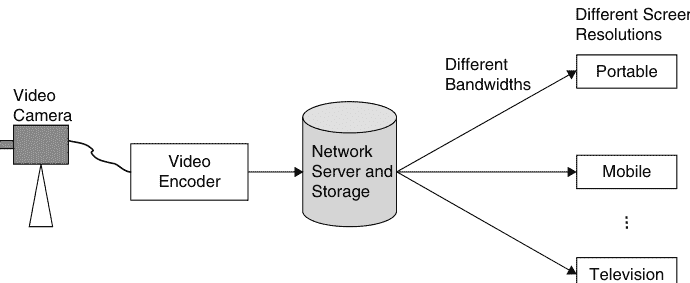 Different Screen
Resolutions
Different
Bandwidths
Portable
Video
Camera
Video
Encoder
Network
Server and
Storage
Mobile
Television